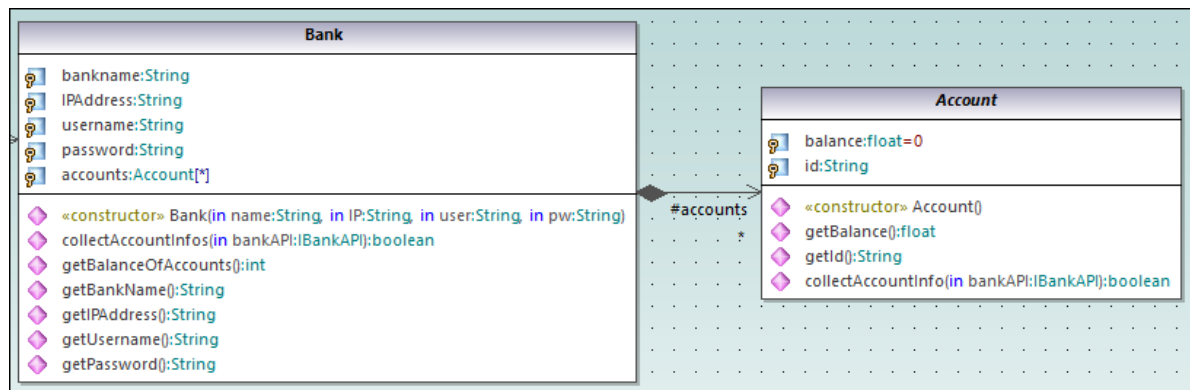 Bank
bankname:String
IPAddress:String
username:String
password:String
accounts:Account[*]
«constructor» Bank(in name:String, in IP:String, in user:String, in pw:String)
collectAccountInfos(in bankAPI:IBankAPI):boolean
getBalanceOfAccounts():int
getBankName():String
getIPAddress():String
getUsername():String
getPassword():String
#accounts
*
Account
balance:float=0
id:String
«constructor» Account()
getBalance():float
getId():String
collectAccountInfo(in bankAPI:IBankAPI):boolean